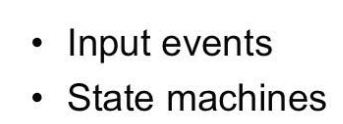 • Input events
• State machines